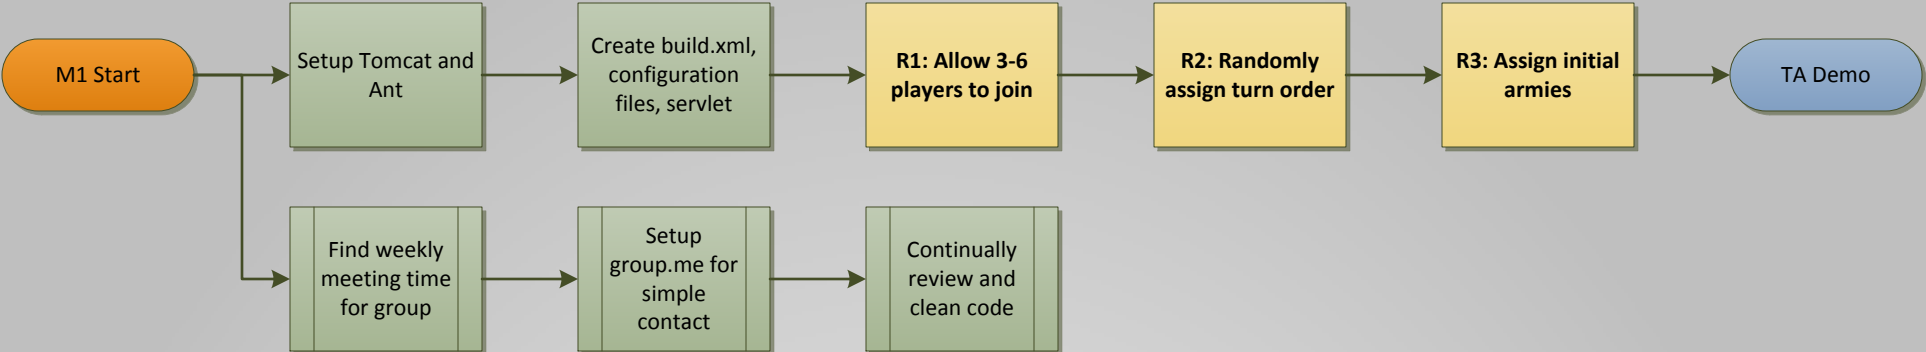 M1 Start
Setup Tomcat and
Ant
Create build.xml,
configuration
files, servlet
R1: Allow 3-6
players to join
R2: Randomly
assign turn order
R3: Assign initial
armies
TA Demo
Find weekly
meeting time
for group
Setup
group.me for
simple
contact
Continually
review and
clean code